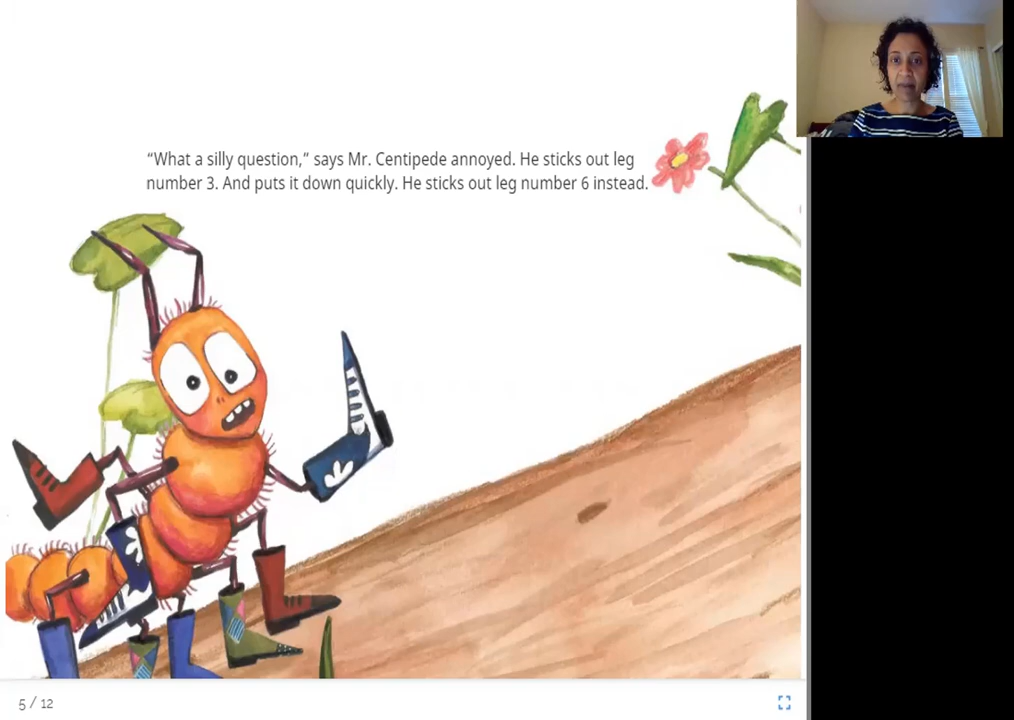 “What a silly question,” says Mr. Centipede annoyed. He sticks out leg
number 3. And puts it down quickly. He sticks out leg number 6 instead.
5 / 12